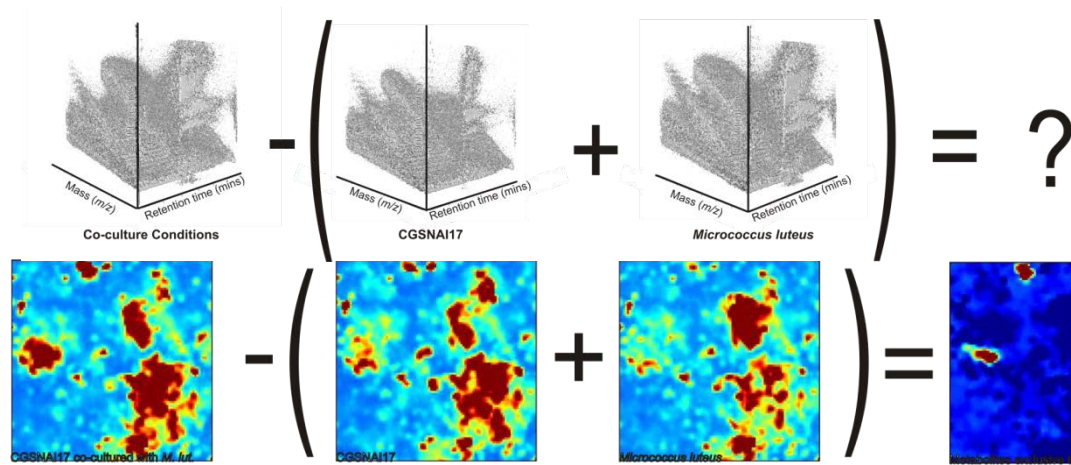 Mass (m/z)
Retention time (mins)
Co-culture Conditions
-
(
Mass (m/z)
Retention time (mins)
CGSNAI17
+
Mass (m/z)
Retention time (mins)
Micrococcus luteus
)
= ?
CGSNAI17 co-cultured with M. lut.
-
(
CGSNAI17
+
Micrococcus luteus
)
=